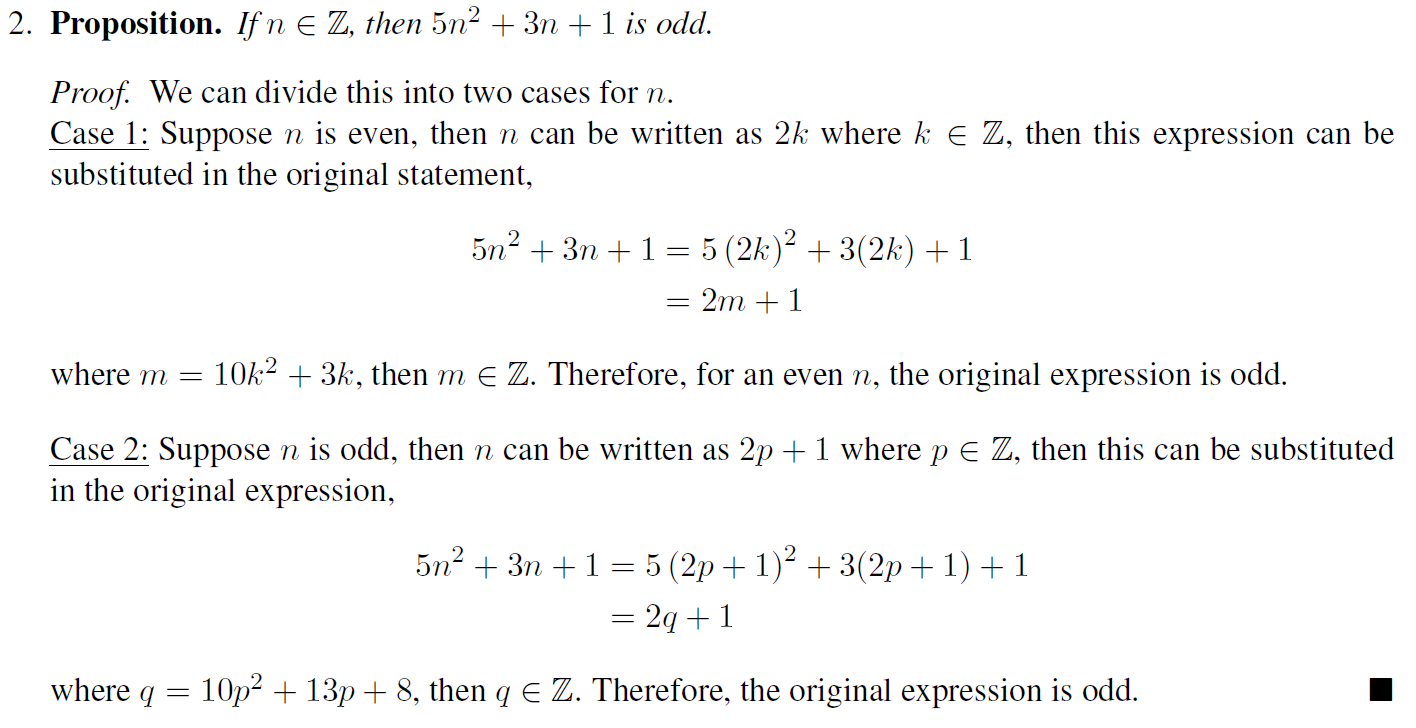 2. Proposition. If n ∈ ℤ, then 5n² + 3n + 1 is odd.
Proof. We can divide this into two cases for n.
Case 1: Suppose n is even, then n can be written as 2k where k ∈ ℤ, then this expression can be
substituted in the original statement,
5n² + 3n + 1 = 5 (2k)² + 3(2k) + 1
= 2m + 1
where m = 10k² + 3k, then m ∈ ℤ. Therefore, for an even n, the original expression is odd.
Case 2: Suppose n is odd, then n can be written as 2p + 1 where p ∈ ℤ, then this can be substituted
in the original expression,
5n² + 3n + 1 = 5 (2p + 1)² + 3(2p + 1) + 1
= 2q + 1
where q = 10p² + 13p + 8, then q ∈ ℤ. Therefore, the original expression is odd. ■